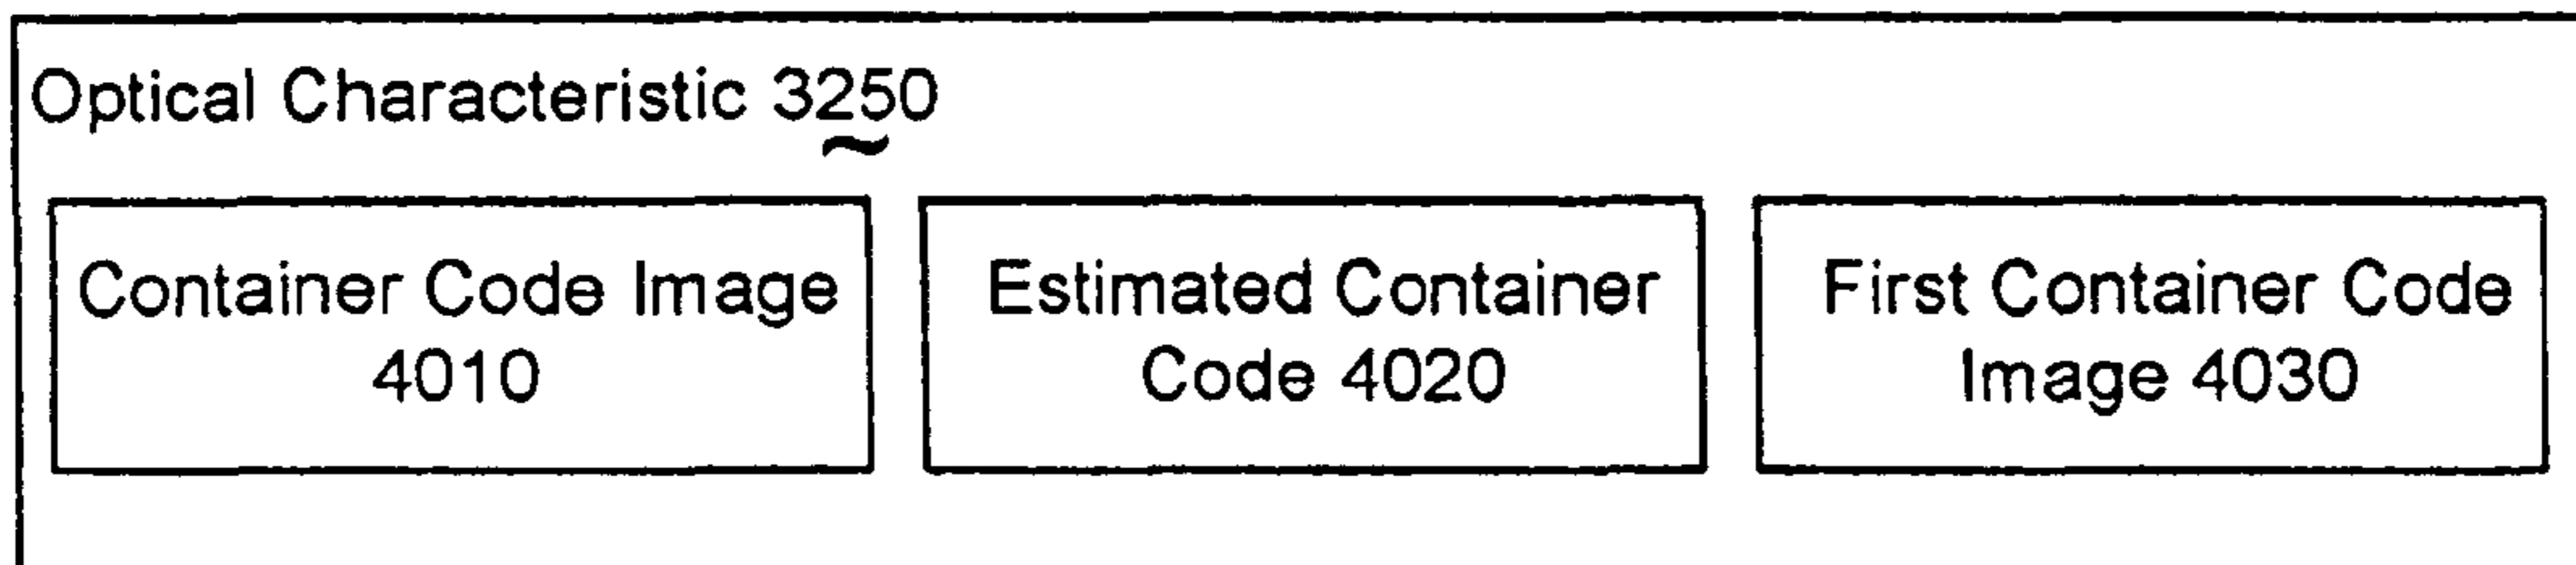 Optical Characteristic 3250
Container Code Image
4010
Estimated Container
Code 4020
First Container Code
Image 4030